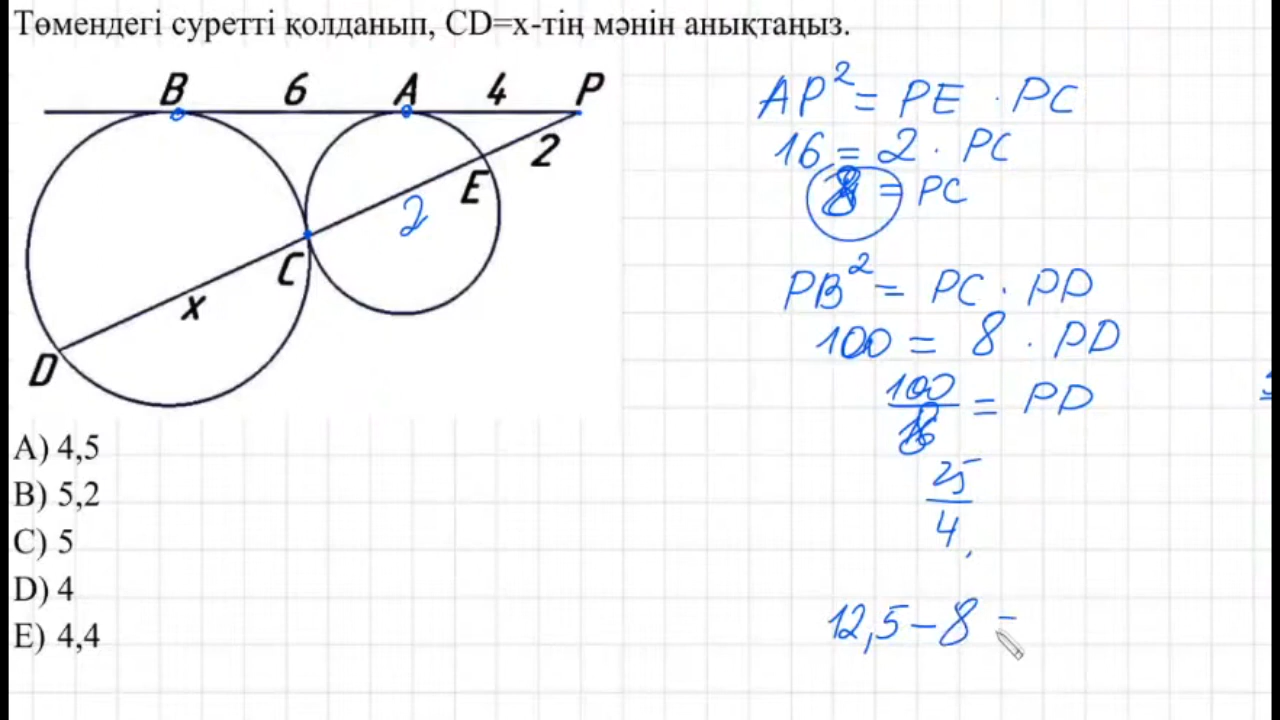 Төмендегі суретті қолданып, CD=x-тің мәнін анықтаңыз.
B 6 A 4 P
2
E
2
C
x
D
A) 4,5
B) 5,2
C) 5
D) 4
E) 4,4
AP² = PE · PC
16 = 2 · PC
8 = PC
PB² = PC · PD
100 = 8 · PD
100/8 = PD
25/4
12,5 - 8 =